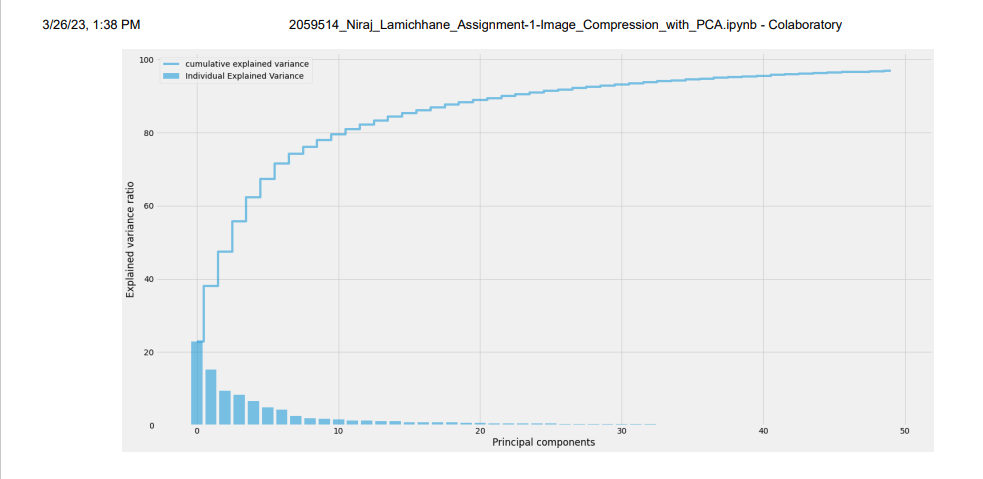 3/26/23, 1:38 PM 2059514_Niraj_Lamichhane_Assignment-1-Image_Compression_with_PCA.ipynb - Colaboratory
100
cumulative explained variance
Individual Explained Variance
80
60
Explained variance ratio
40
20
0
0 10 20 30 40 50
Principal components